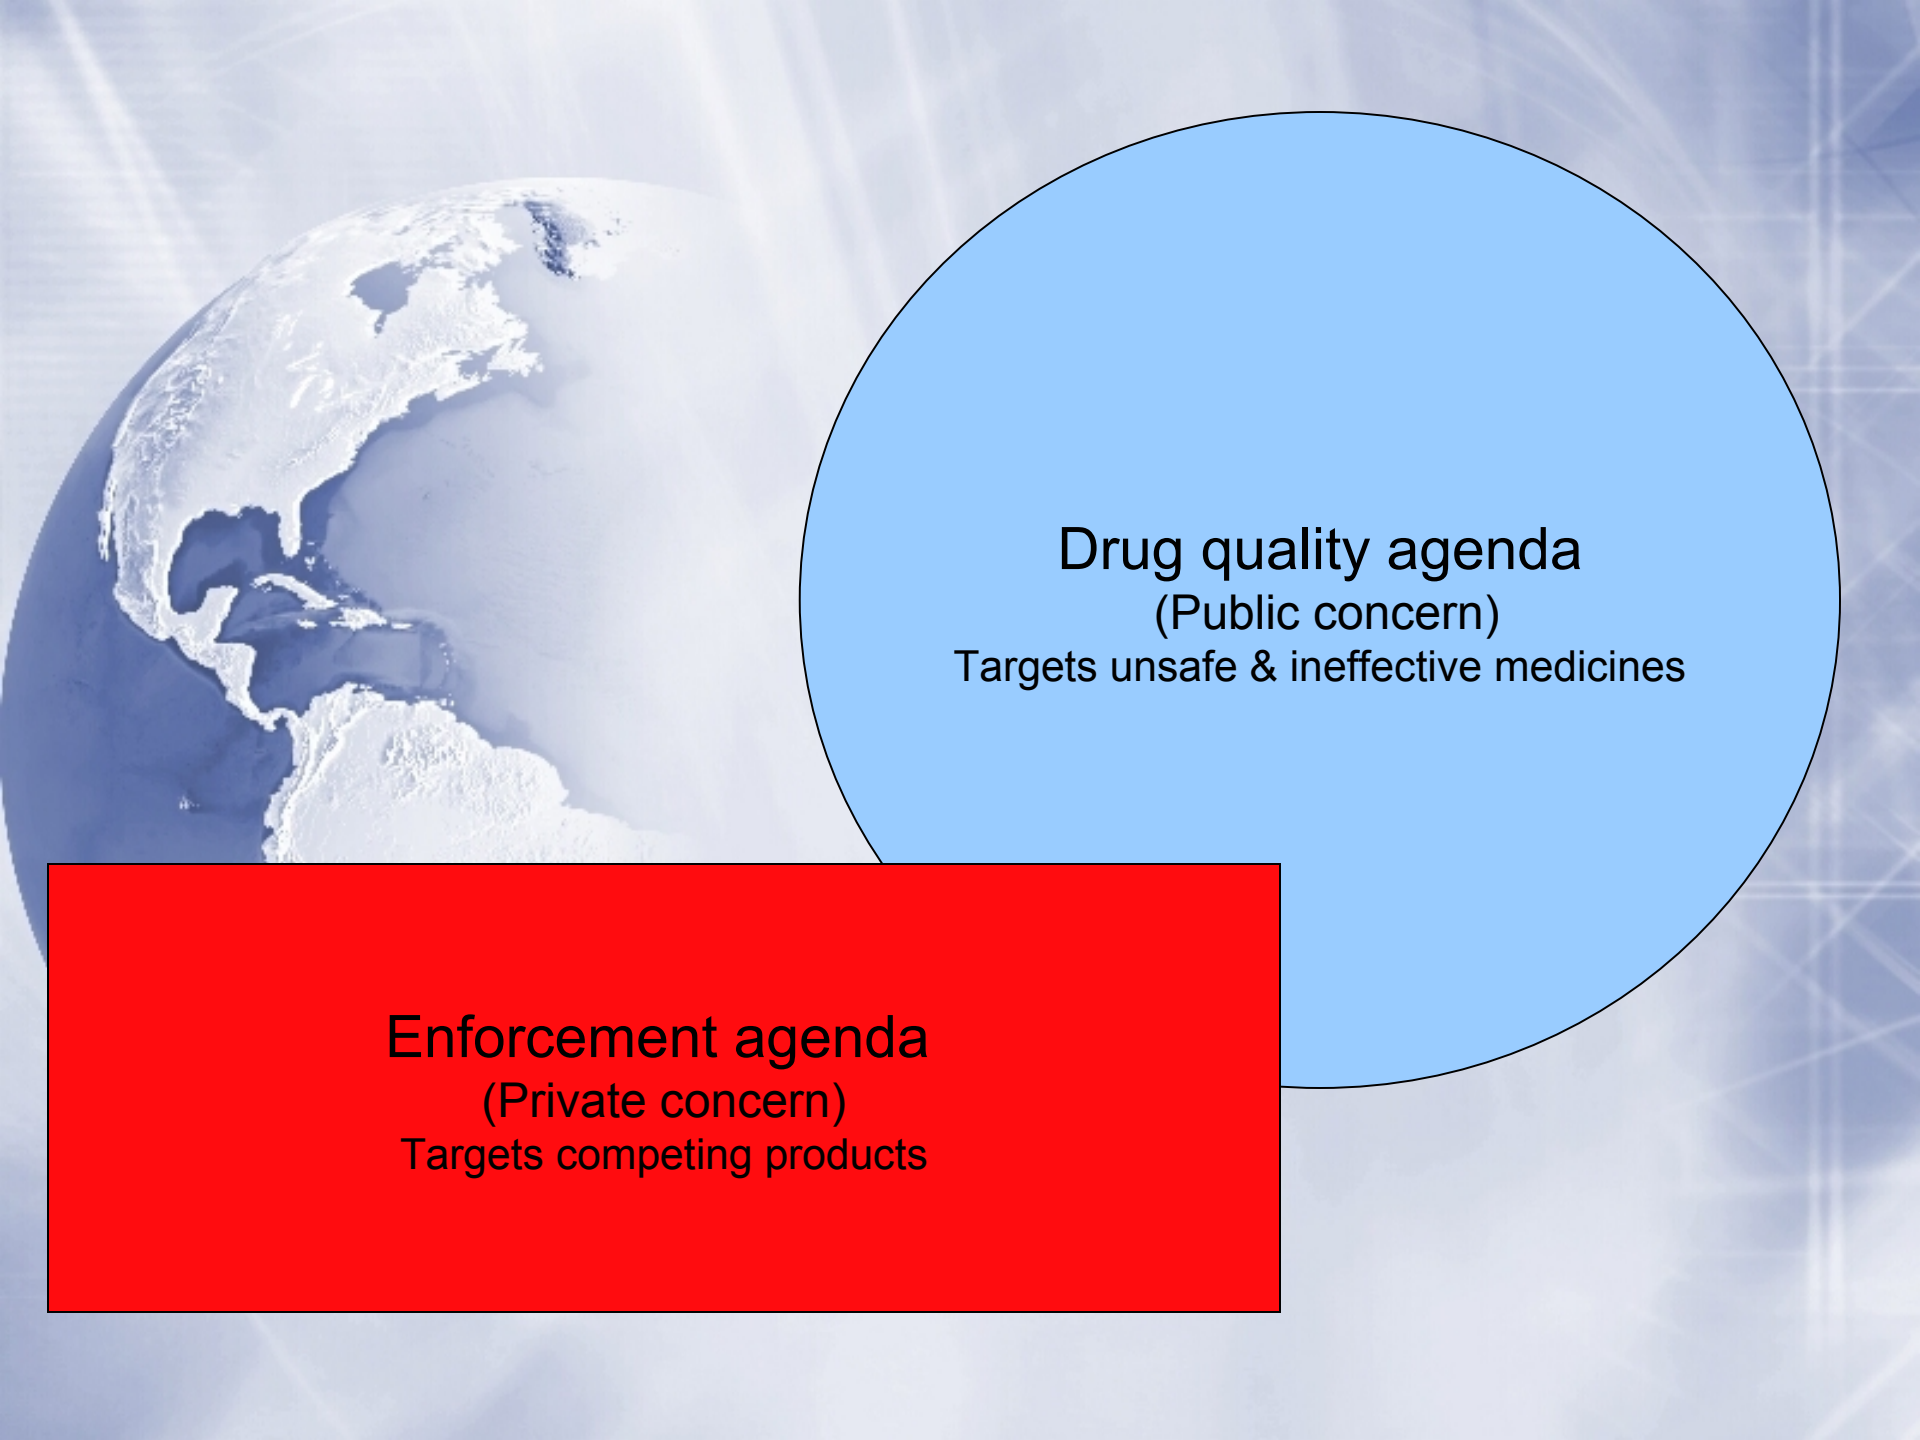 Drug quality agenda
(Public concern)
Targets unsafe & ineffective medicines
Enforcement agenda
(Private concern)
Targets competing products